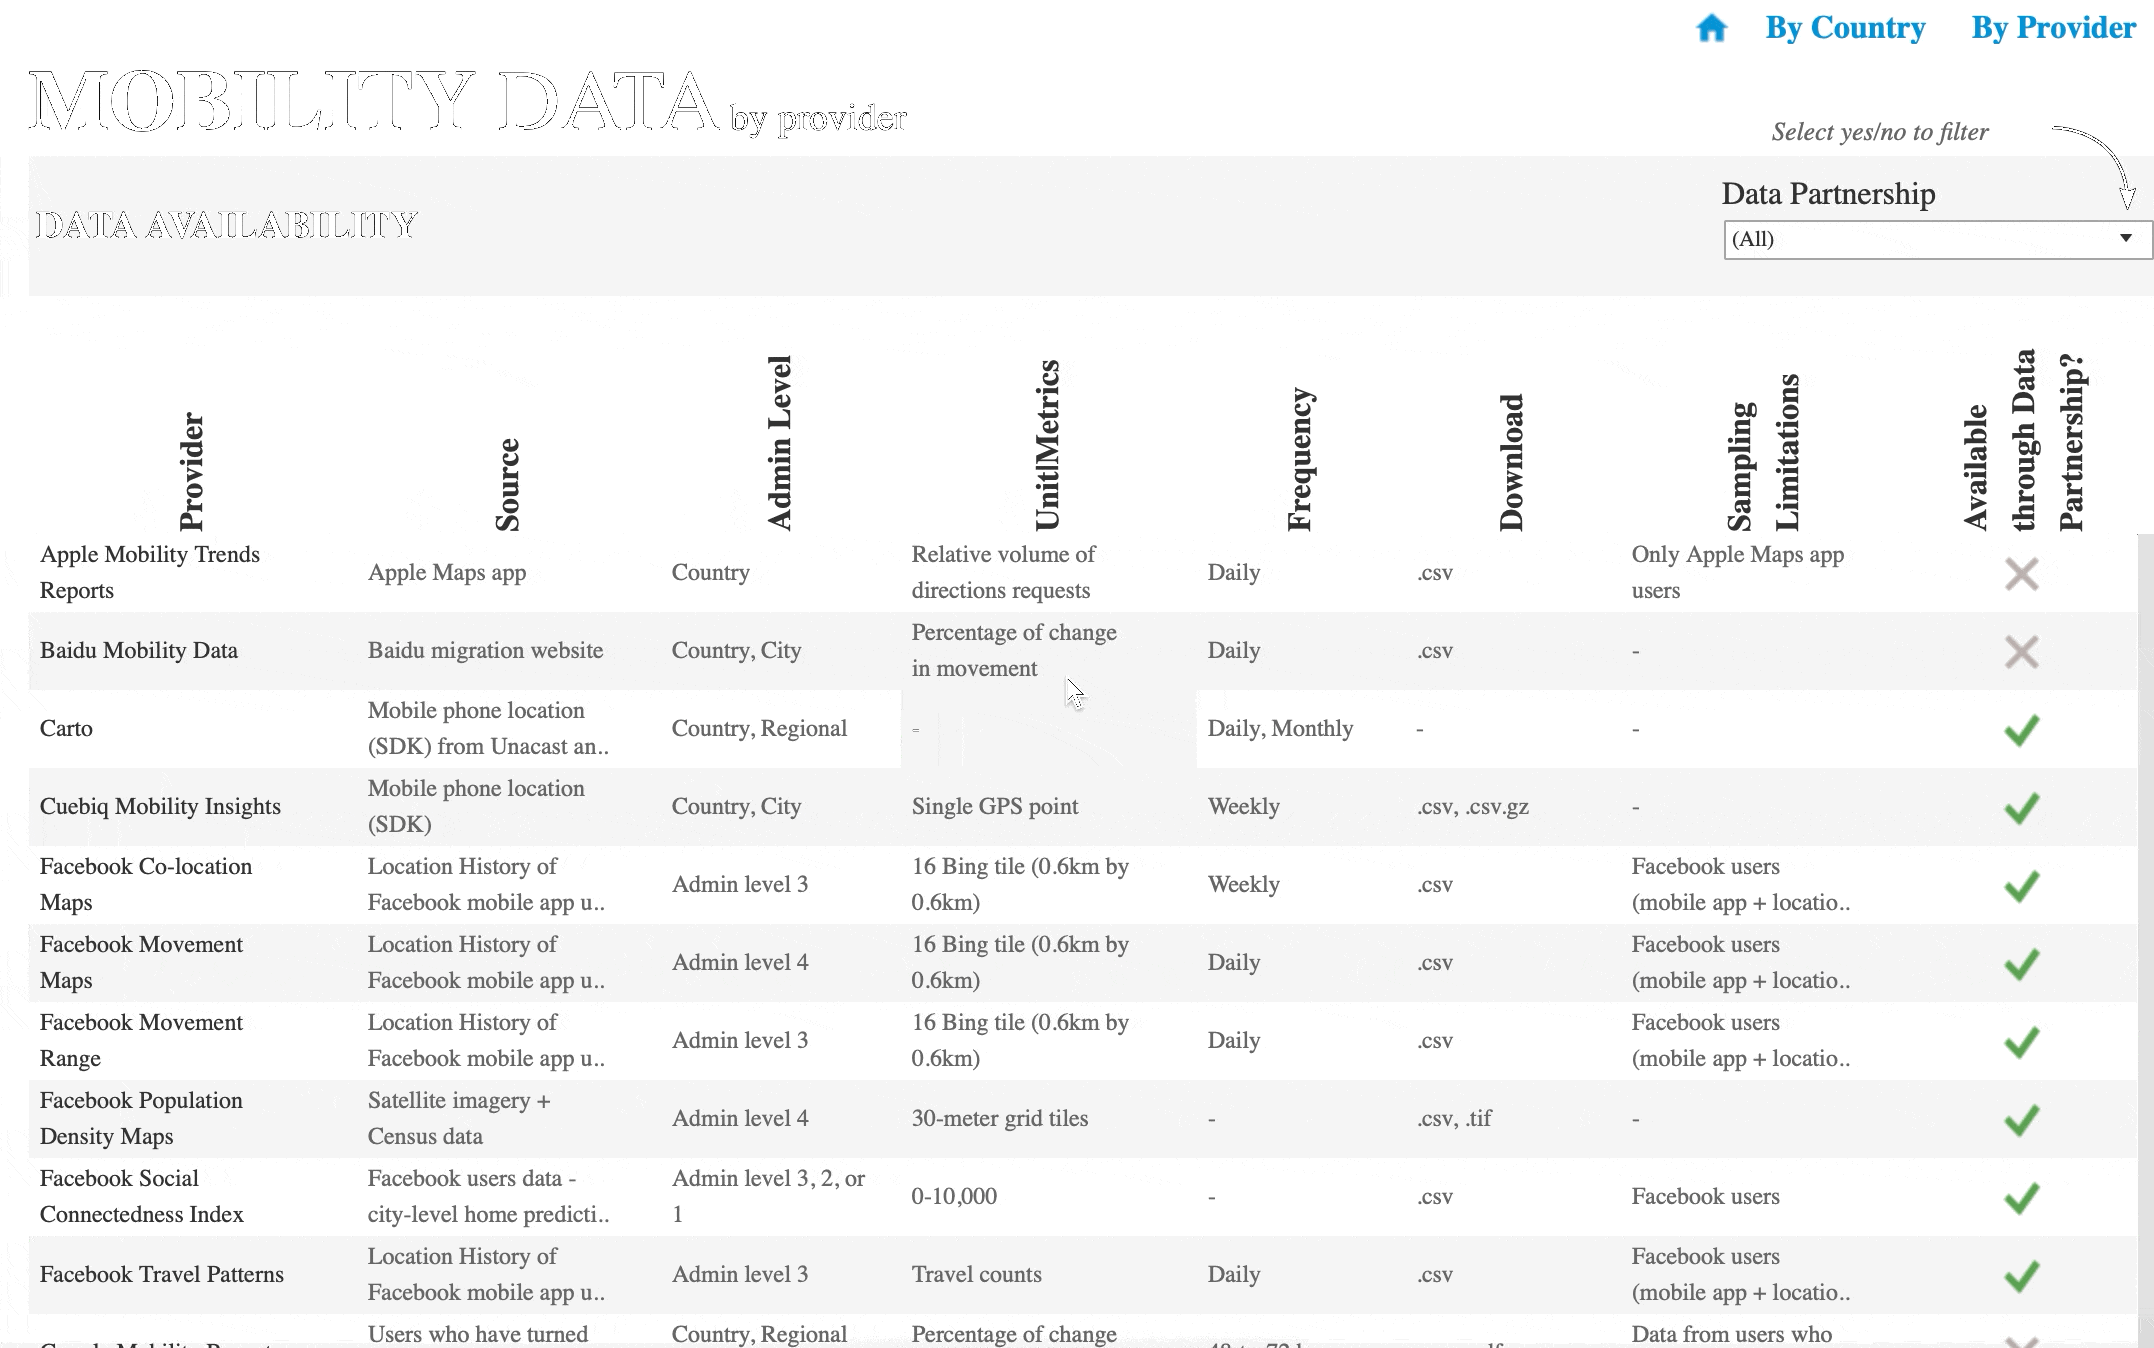 By Country By Provider
MOBILITY DATA by provider
Select yes/no to filter
Data Partnership
DATA AVAILABILITY
(All)
Provider
Source
Admin Level
Unit|Metrics
Frequency
Download
Sampling
Limitations
Available
through Data
Partnership?
Apple Mobility Trends
Reports
Apple Maps app
Country
Relative volume of
directions requests
Daily
.csv
Only Apple Maps app
users
Baidu Mobility Data
Baidu migration website
Country, City
Percentage of change
in movement
Daily
.csv
-
Carto
Mobile phone location
(SDK) from Unacast an..
Country, Regional
-
Daily, Monthly
-
-
Cuebiq Mobility Insights
Mobile phone location
(SDK)
Country, City
Single GPS point
Weekly
.csv, .csv.gz
-
Facebook Co-location
Maps
Location History of
Facebook mobile app u..
Admin level 3
16 Bing tile (0.6km by
0.6km)
Weekly
.csv
Facebook users
(mobile app + locatio..
Facebook Movement
Maps
Location History of
Facebook mobile app u..
Admin level 4
16 Bing tile (0.6km by
0.6km)
Daily
.csv
Facebook users
(mobile app + locatio..
Facebook Movement
Range
Location History of
Facebook mobile app u..
Admin level 3
16 Bing tile (0.6km by
0.6km)
Daily
.csv
Facebook users
(mobile app + locatio..
Facebook Population
Density Maps
Satellite imagery +
Census data
Admin level 4
30-meter grid tiles
-
.csv, .tif
-
Facebook Social
Connectedness Index
Facebook users data -
city-level home predicti..
Admin level 3, 2, or
1
0-10,000
-
.csv
Facebook users
Facebook Travel Patterns
Location History of
Facebook mobile app u..
Admin level 3
Travel counts
Daily
.csv
Facebook users
(mobile app + locatio..
Users who have turned
Country, Regional
Percentage of change
Data from users who